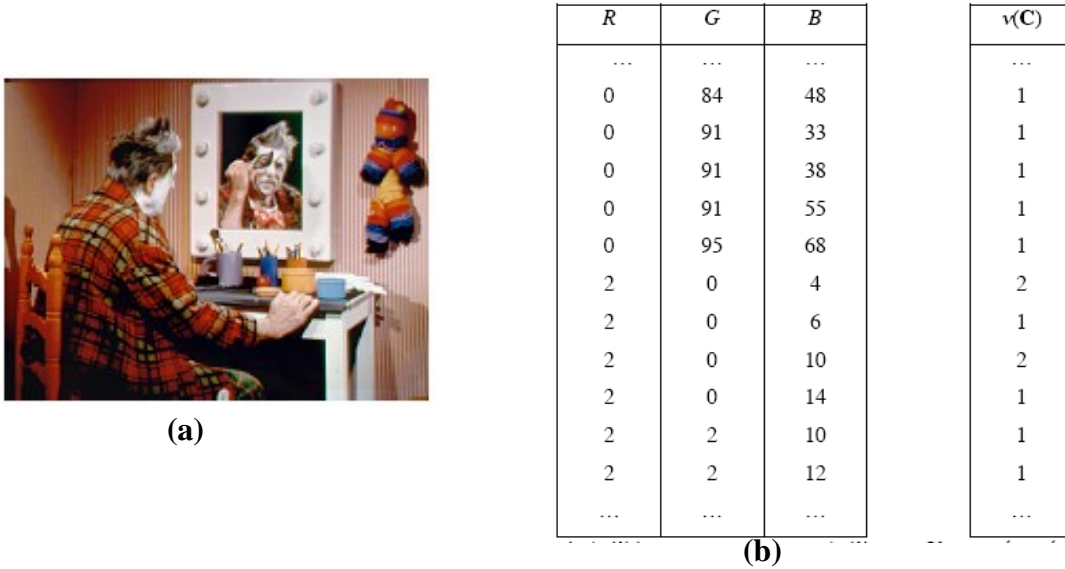 R G B v(C)
... ... ... ...
0 84 48 1
0 91 33 1
0 91 38 1
0 91 55 1
0 95 68 1
2 0 4 2
2 0 6 1
2 0 10 2
2 0 14 1
2 2 10 1
2 2 12 1
... ... ... ...
(a)
(b)